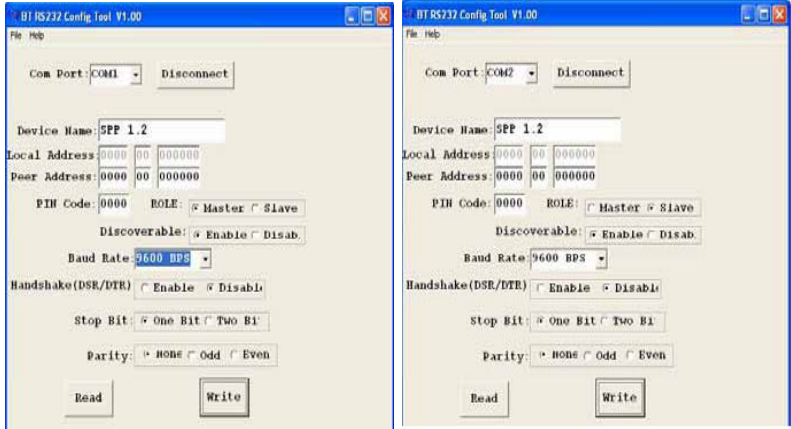 BT RS232 Config Tool V1.00
File Help
Com Port: COM1 Disconnect
Device Name: SPP 1.2
Local Address: 0000 00 000000
Peer Address: 0000 00 000000
PIN Code: 0000 ROLE: Master Slave
Discoverable: Enable Disab.
Baud Rate: 9600 BPS
Handshake(DSR/DTR) Enable Disabl
Stop Bit: One Bit Two Bi
Parity: None Odd Even
Read Write
BT RS232 Config Tool V1.00
File Help
Com Port: COM2 Disconnect
Device Name: SPP 1.2
Local Address: 0000 00 000000
Peer Address: 0000 00 000000
PIN Code: 0000 ROLE: Master Slave
Discoverable: Enable Disab.
Baud Rate: 9600 BPS
Handshake(DSR/DTR) Enable Disabl
Stop Bit: One Bit Two Bi
Parity: None Odd Even
Read Write